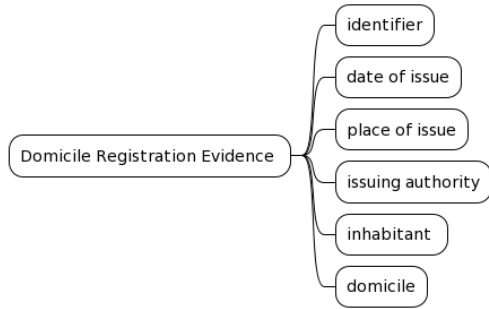 identifier
date of issue
place of issue
Domicile Registration Evidence
issuing authority
inhabitant
domicile